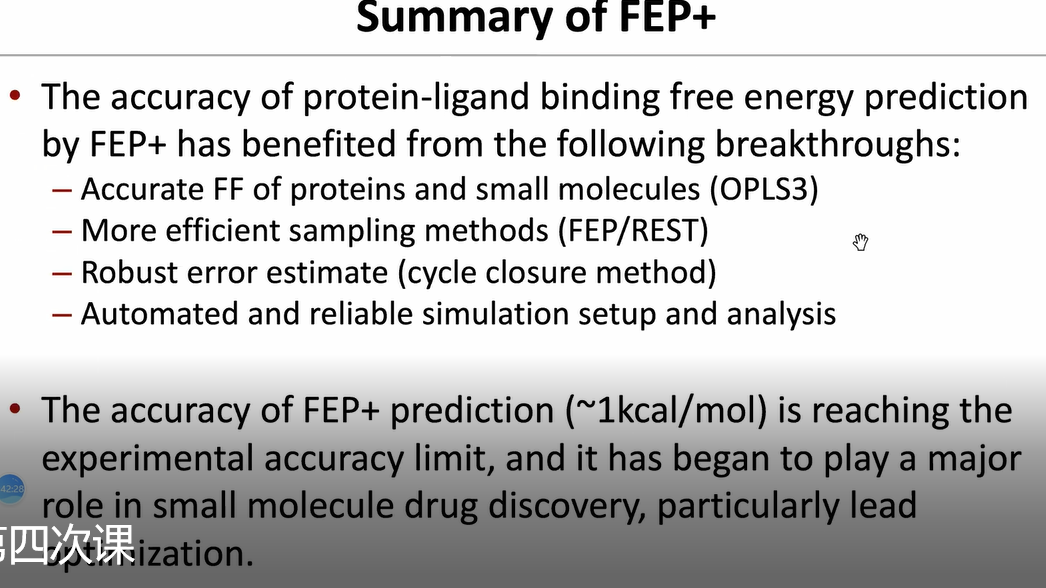 Summary of FEP+
• The accuracy of protein-ligand binding free energy prediction
by FEP+ has benefited from the following breakthroughs:
– Accurate FF of proteins and small molecules (OPLS3)
– More efficient sampling methods (FEP/REST)
– Robust error estimate (cycle closure method)
– Automated and reliable simulation setup and analysis
• The accuracy of FEP+ prediction (~1kcal/mol) is reaching the
experimental accuracy limit, and it has began to play a major
42:28
role in small molecule drug discovery, particularly lead
第四次课
optimization.